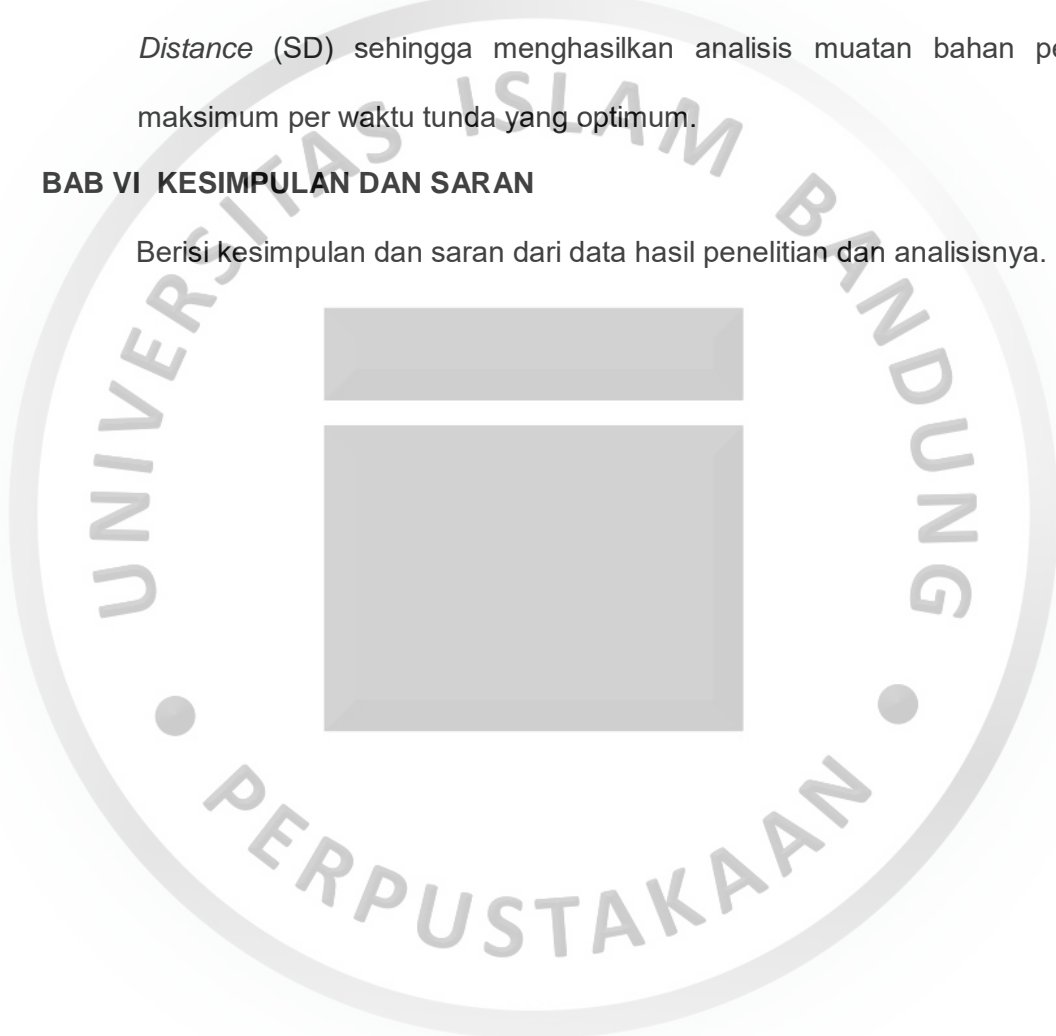 Distance (SD) sehingga menghasilkan analisis muatan bahan
maksimum per waktu tunda yang optimum.
BAB VI KESIMPULAN DAN SARAN
Berisi kesimpulan dan saran dari data hasil penelitian dan analisisnya.
UNIVERSITAS ISLAM BANDUNG
PERPUSTAKAAN